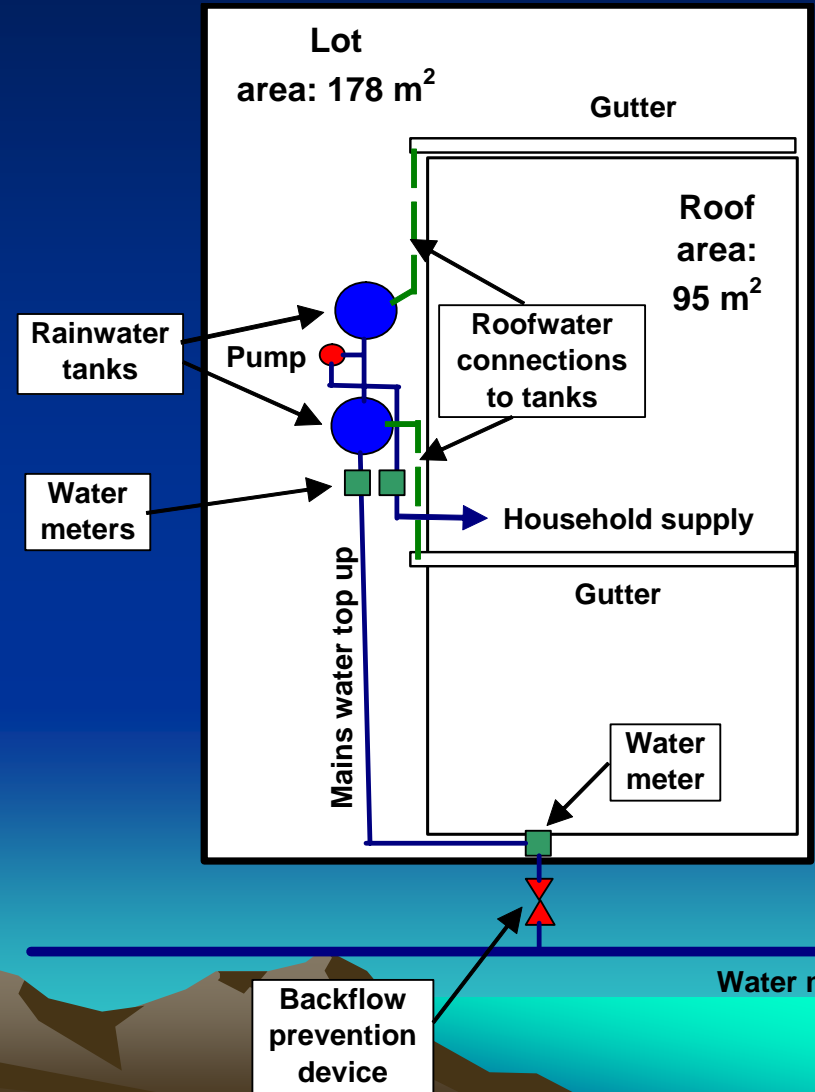 Lot
area: 178 m²
Gutter
Roof
area:
95 m²
Rainwater
tanks
Pump
Roofwater
connections
to tanks
Water
meters
Household supply
Gutter
Mains water top up
Water
meter
Water
Backflow
prevention
device